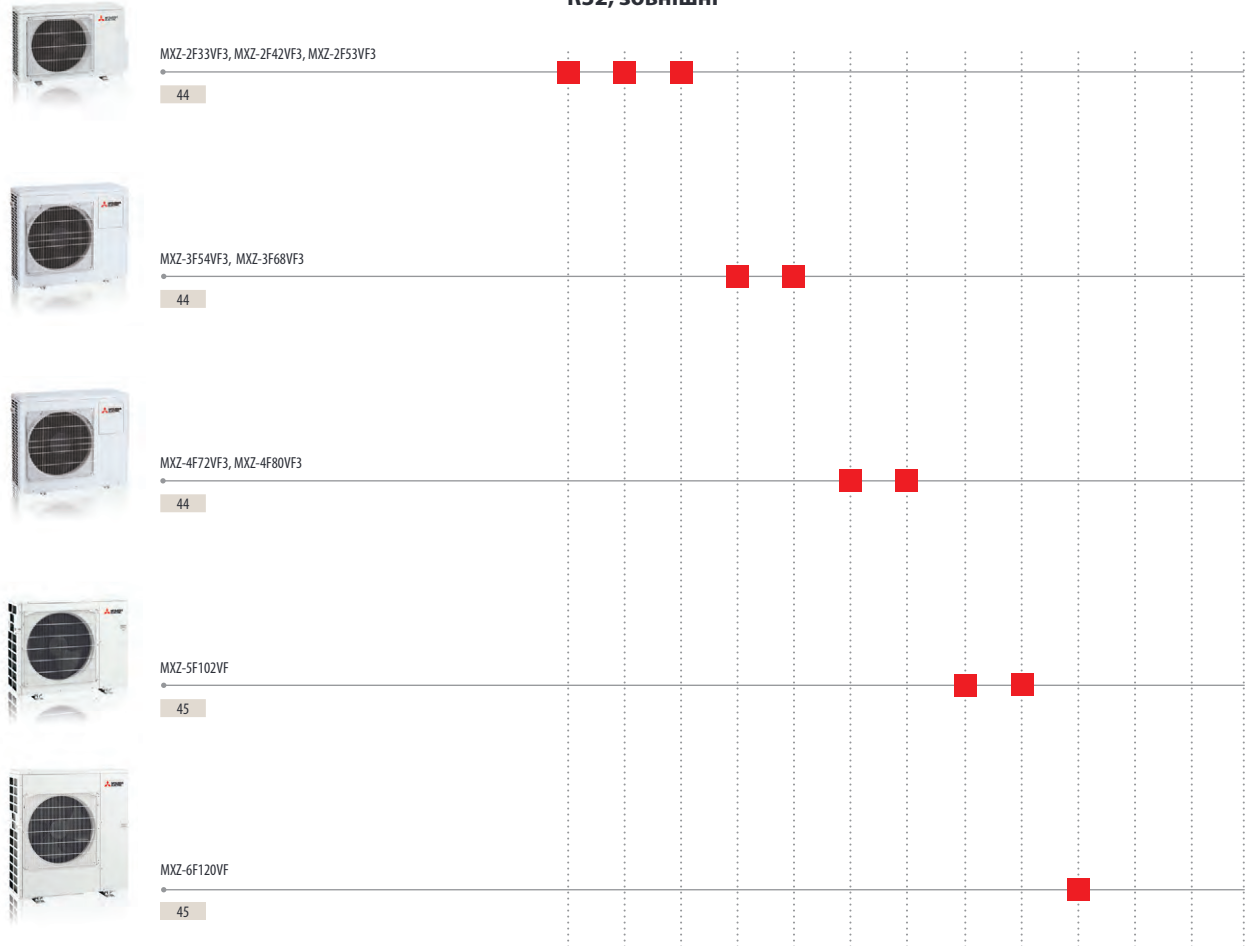 R32, зовнішні
MXZ-2F33VF3, MXZ-2F42VF3, MXZ-2F53VF3
44
MXZ-3F54VF3, MXZ-3F68VF3
44
MXZ-4F72VF3, MXZ-4F80VF3
44
MXZ-5F102VF
45
MXZ-6F120VF
45